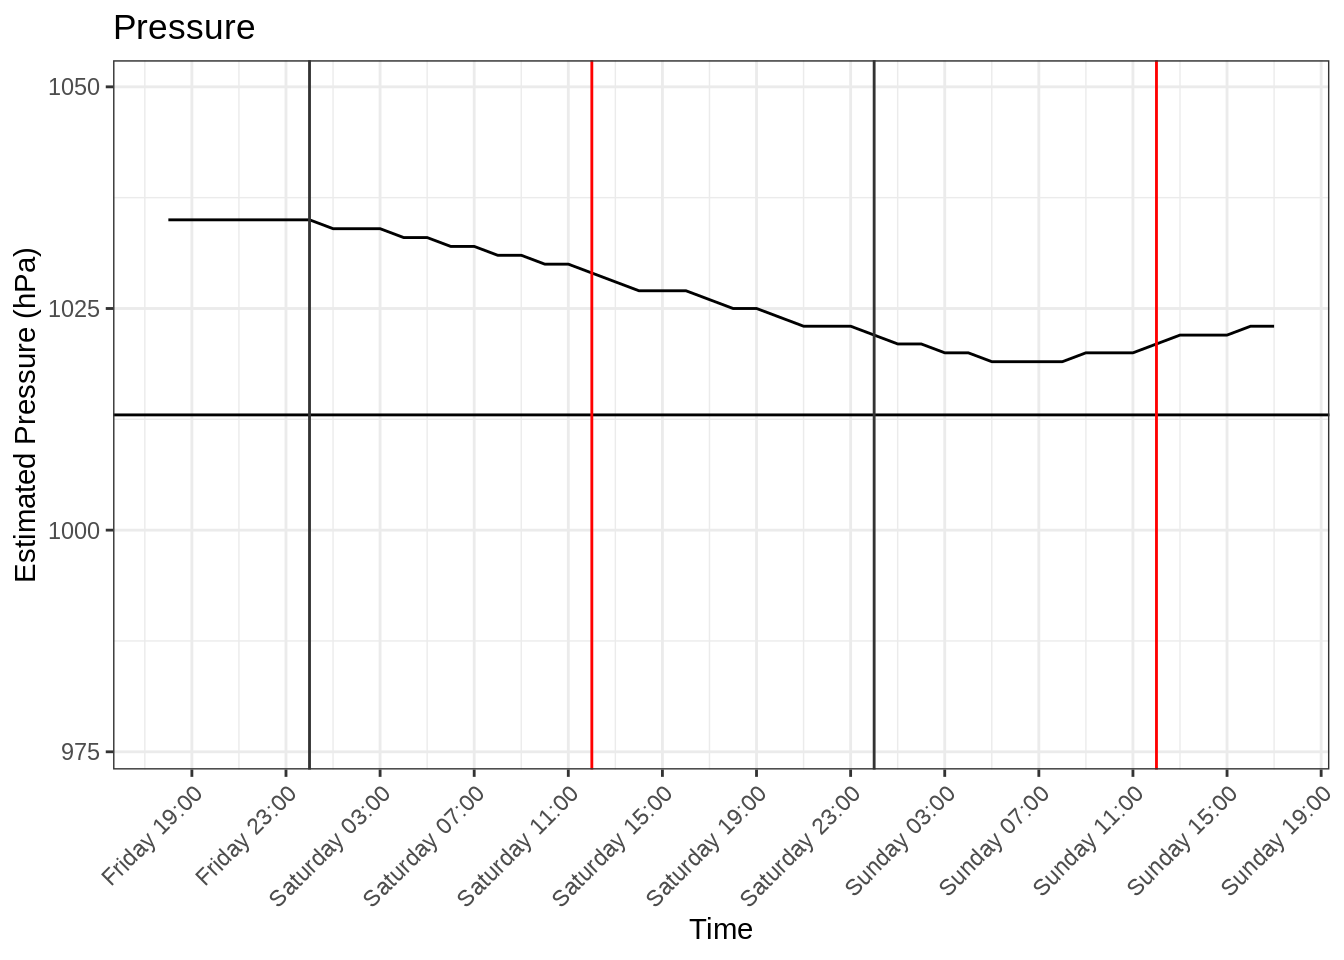 Pressure
Estimated Pressure (hPa)
1050
1025
1000
975
Friday 19:00
Friday 23:00
Saturday 03:00
Saturday 07:00
Saturday 11:00
Saturday 15:00
Saturday 19:00
Saturday 23:00
Sunday 03:00
Sunday 07:00
Sunday 11:00
Sunday 15:00
Sunday 19:00
Time